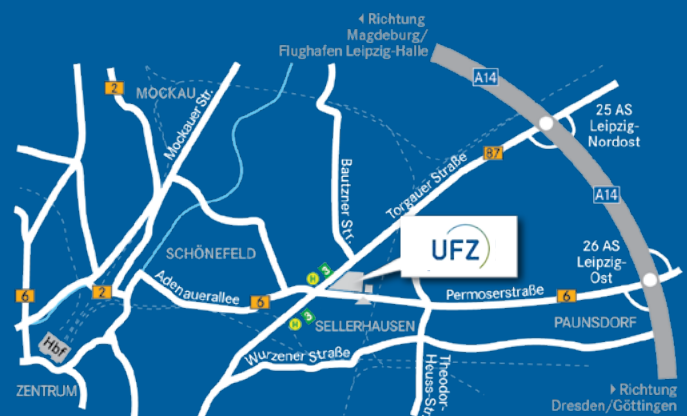 ◀ Richtung
Magdeburg/
Flughafen Leipzig-Halle
A14
2
MOCKAU
Mockauer Str.
25 AS
Leipzig-
Nordost
87
Torgauer Straße
Bautzner Str.
A14
UFZ
SCHÖNEFELD
26 AS
Leipzig-
Ost
H 3
Adenauerallee
6
Permoserstraße
6
6
2
H 3
SELLERHAUSEN
PAUNSDORF
Hbf
Wurzener Straße
Theodor-
Heuss-St
ZENTRUM
▶ Richtung
Dresden/Göttingen